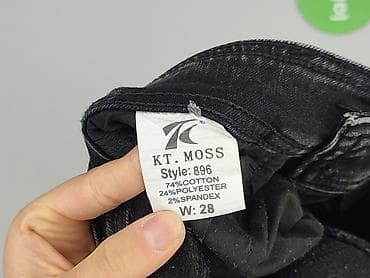 KT. MOSS
Style: 896
74%COTTON
24%POLYESTER
2%SPANDEX
W: 28